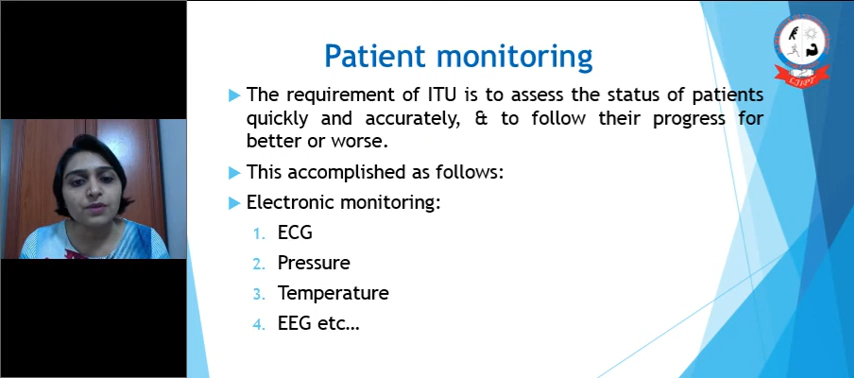 Patient monitoring
The requirement of ITU is to assess the status of patients
quickly and accurately, & to follow their progress for
better or worse.
This accomplished as follows:
Electronic monitoring:
1. ECG
2. Pressure
3. Temperature
4. EEG etc…